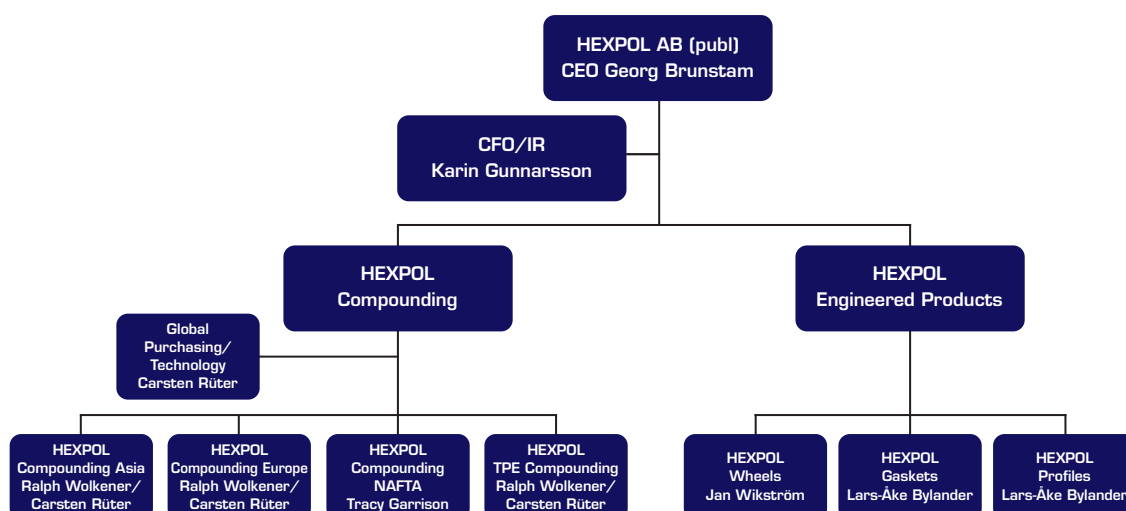 HEXPOL AB (publ)
CEO Georg Brunstam
CFO/IR
Karin Gunnarsson
HEXPOL
Compounding
HEXPOL
Engineered Products
Global
Purchasing/
Technology
Carsten Rüter
HEXPOL
Compounding Asia
Ralph Wolkener/
Carsten Rüter
HEXPOL
Compounding Europe
Ralph Wolkener/
Carsten Rüter
HEXPOL
Compounding
NAFTA
Tracy Garrison
HEXPOL
TPE Compounding
Ralph Wolkener/
Carsten Rüter
HEXPOL
Wheels
Jan Wikström
HEXPOL
Gaskets
Lars-Åke Bylander
HEXPOL
Profiles
Lars-Åke Bylander